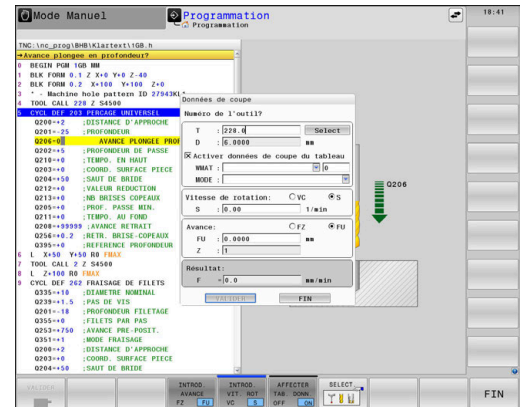 Mode Manuel
Programmation
Programmation
18:41
TNC:\nc_prog\BHB\Klartext\1GB.h
→Avance plongee en profondeur?
0 BEGIN PGM 1GB MM
1 BLK FORM 0.1 Z X+0 Y+0 Z-40
2 BLK FORM 0.2 X+100 Y+100 Z+0
3 * - Machine hole pattern ID 27943KL
4 TOOL CALL 228 Z S4500
5 CYCL DEF 203 PERCAGE UNIVERSEL
Q200=+2 ;DISTANCE D'APPROCHE
Q201=-25 ;PROFONDEUR
Q206=0 AVANCE PLONGEE PROF
Q202=+5 ;PROFONDEUR DE PASSE
Q210=+0 ;TEMPO. EN HAUT
Q203=+0 ;COORD. SURFACE PIECE
Q204=+50 ;SAUT DE BRIDE
Q212=+0 ;VALEUR REDUCTION
Q213=+0 ;NB BRISES COPEAUX
Q205=+0 ;PROF. PASSE MIN.
Q211=+0 ;TEMPO. AU FOND
Q208=+99999 ;AVANCE RETRAIT
Q256=+0.2 ;RETR. BRISE-COPEAUX
Q395=+0 ;REFERENCE PROFONDEUR
6 L X+50 Y+50 R0 FMAX
7 TOOL CALL 2 Z S4500
8 L Z+100 R0 FMAX
9 CYCL DEF 262 FRAISAGE DE FILETS
Q335=+10 ;DIAMETRE NOMINAL
Q239=+1.5 ;PAS DE VIS
Q201=-18 ;PROFONDEUR FILETAGE
Q355=+0 ;FILETS PAR PAS
Q253=+750 ;AVANCE PRE-POSIT.
Q351=+1 ;MODE FRAISAGE
Q200=+2 ;DISTANCE D'APPROCHE
Q203=+0 ;COORD. SURFACE PIECE
Q204=+50 ;SAUT DE BRIDE
Données de coupe
Numéro de l'outil?
T : 228.0 Select
D : 6.0000 mm
Activer données de coupe du tableau
WMAT : 0
MODE :
Vitesse de rotation: VC S
S : 0.00 1/min
Avance: FZ FU
FU : 0.0000 mm
Z : 1
Résultat:
F =0.0 mm/min
VALIDER FIN
Q206
VALIDER
INTROD. AVANCE FZ FU
INTROD. VIT. ROT VC S
AFFECTER TAB. DONN OFF ON
SELECT
FIN